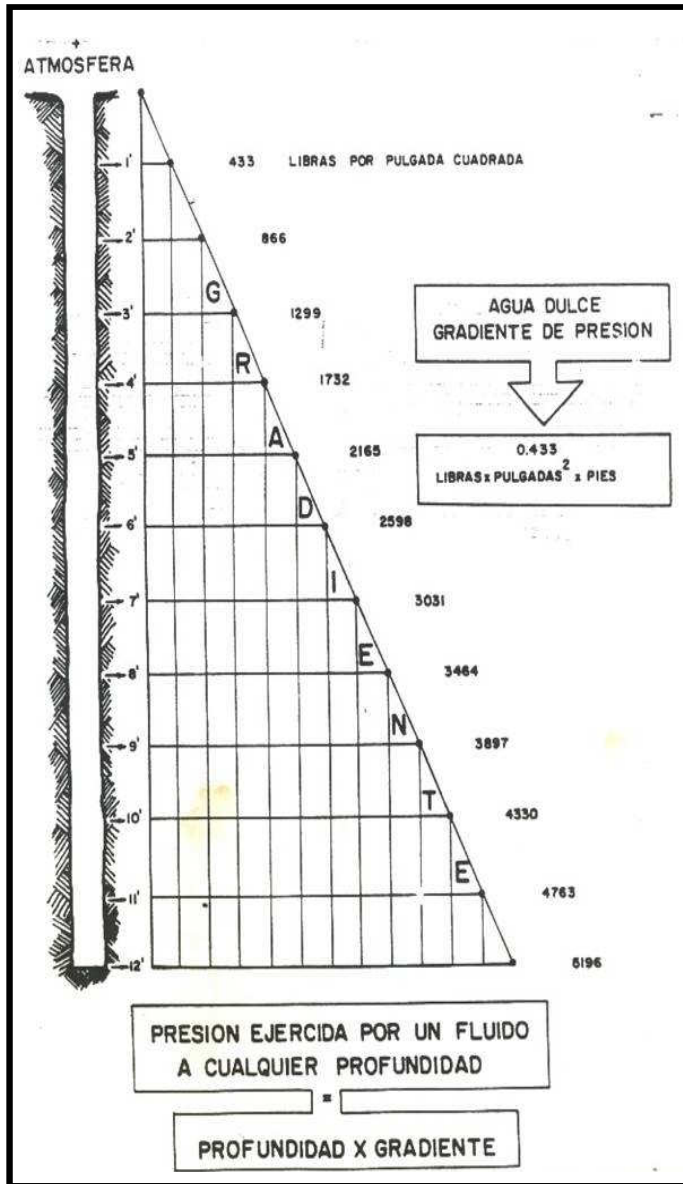 ATMOSFERA
1' 433 LIBRAS POR PULGADA CUADRADA
2' 866
G
3' 1299
R
4' 1732
A
5' 2165
D
6' 2598
I
7' 3031
E
8' 3464
N
9' 3897
T
10' 4330
E
11' 4763
12' 5196
AGUA DULCE
GRADIENTE DE PRESION
0.433
LIBRAS x PULGADAS² x PIES
PRESION EJERCIDA POR UN FLUIDO
A CUALQUIER PROFUNDIDAD
=
PROFUNDIDAD X GRADIENTE